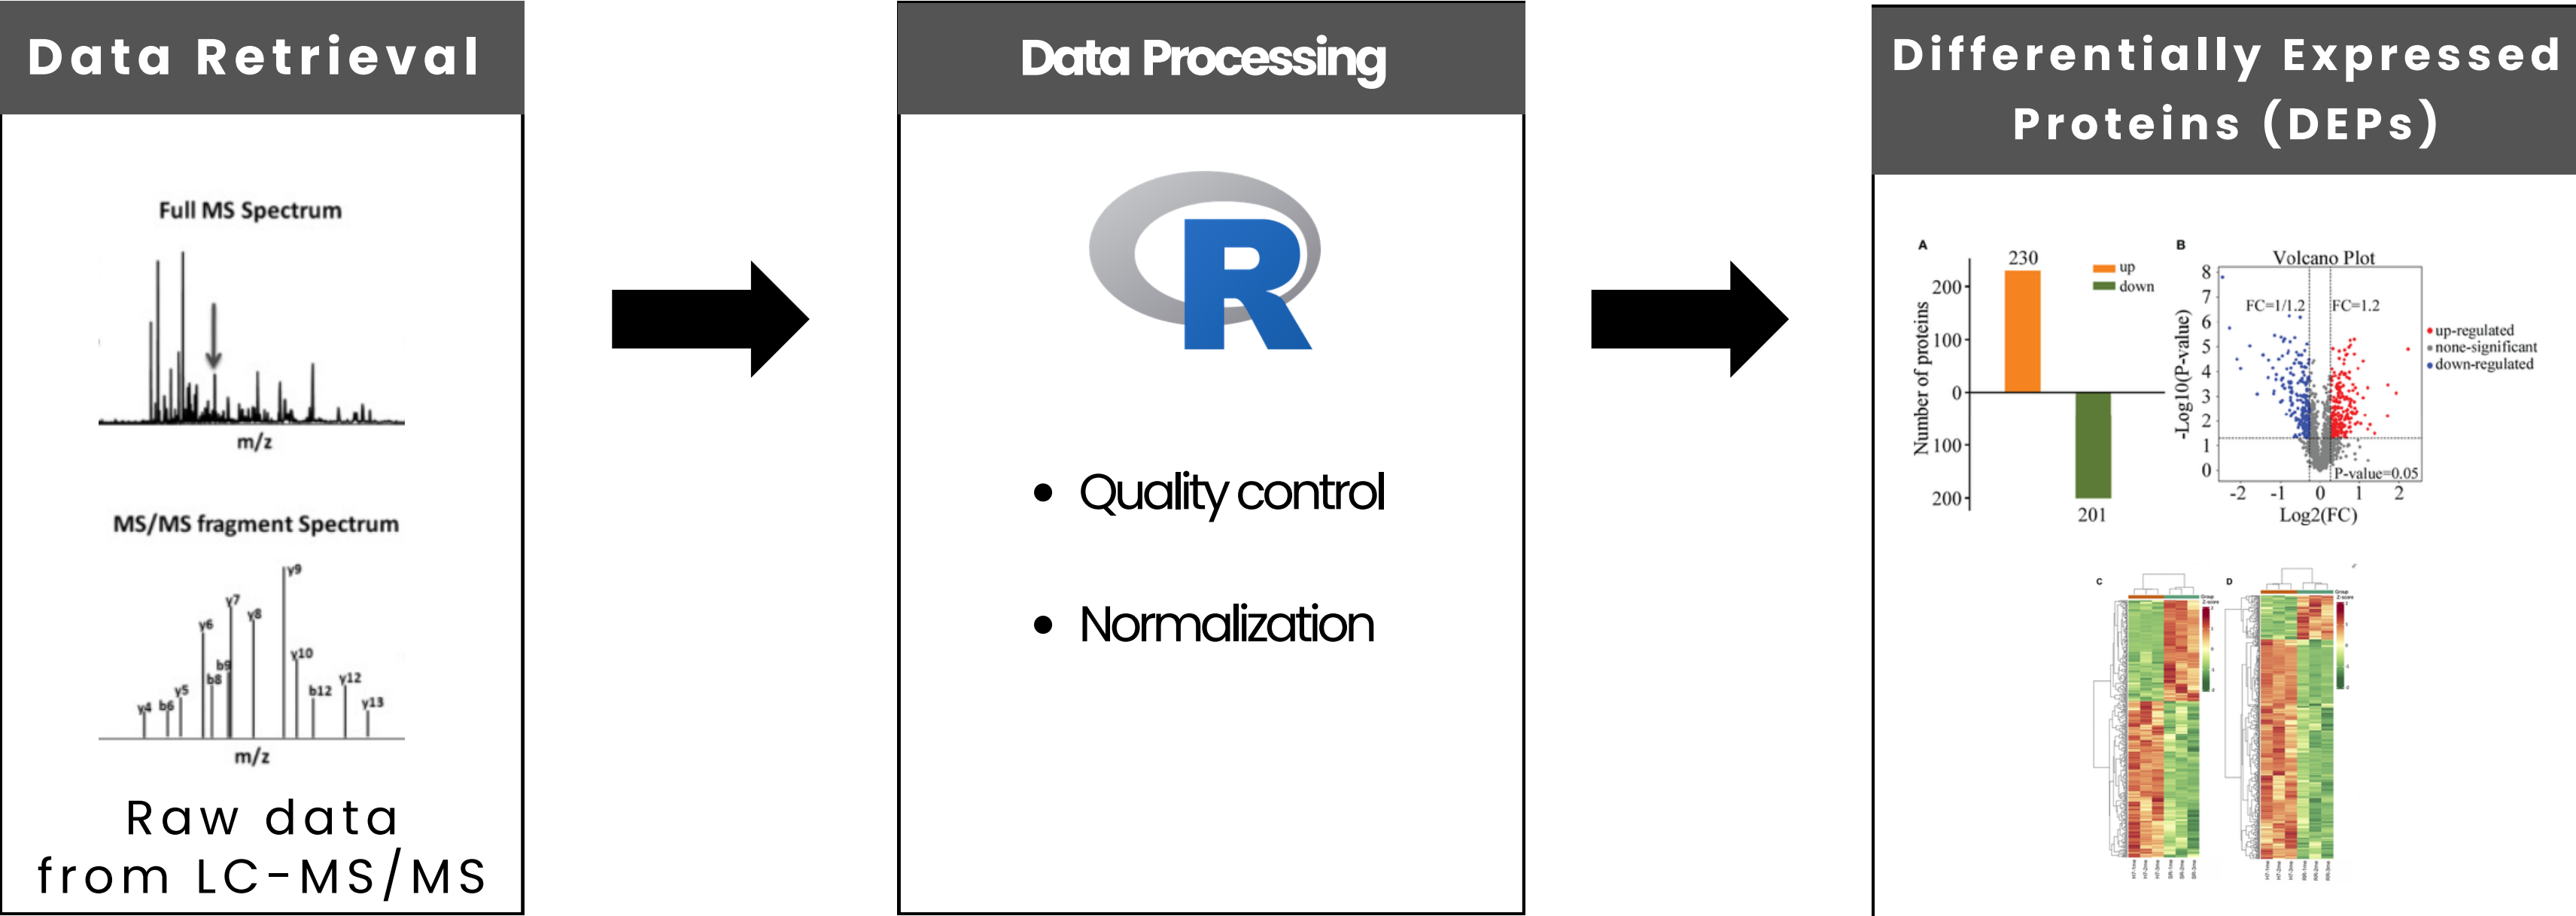 Data Retrieval
Full MS Spectrum
m/z
MS/MS fragment Spectrum
y9
y7
y8
y6
y10
b9
b8
y12
y5
b12
y4
b6
y13
m/z
Raw data
from LC-MS/MS
Data Processing
R
• Quality control
• Normalization
Differentially Expressed
Proteins (DEPs)
A
230
up
down
200
100
0
100
200
201
Number of proteins
B
Volcano Plot
8
7
6
5
4
3
2
1
0
-Log10(P-value)
FC=1/1.2
FC=1.2
up-regulated
none-significant
down-regulated
P-value=0.05
-2
-1
0
1
2
Log2(FC)
C
Group
Z-score
D
Group
Z-score